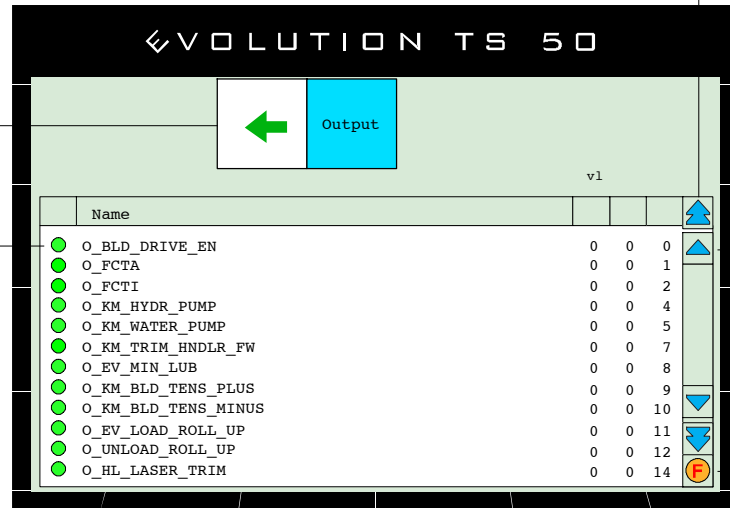 EVOLUTION TS 50
Output
vl
Name
O_BLD_DRIVE_EN 0 0 0
O_FCTA 0 0 1
O_FCTI 0 0 2
O_KM_HYDR_PUMP 0 0 4
O_KM_WATER_PUMP 0 0 5
O_KM_TRIM_HNDLR_FW 0 0 7
O_EV_MIN_LUB 0 0 8
O_KM_BLD_TENS_PLUS 0 0 9
O_KM_BLD_TENS_MINUS 0 0 10
O_EV_LOAD_ROLL_UP 0 0 11
O_UNLOAD_ROLL_UP 0 0 12
O_HL_LASER_TRIM 0 0 14
F